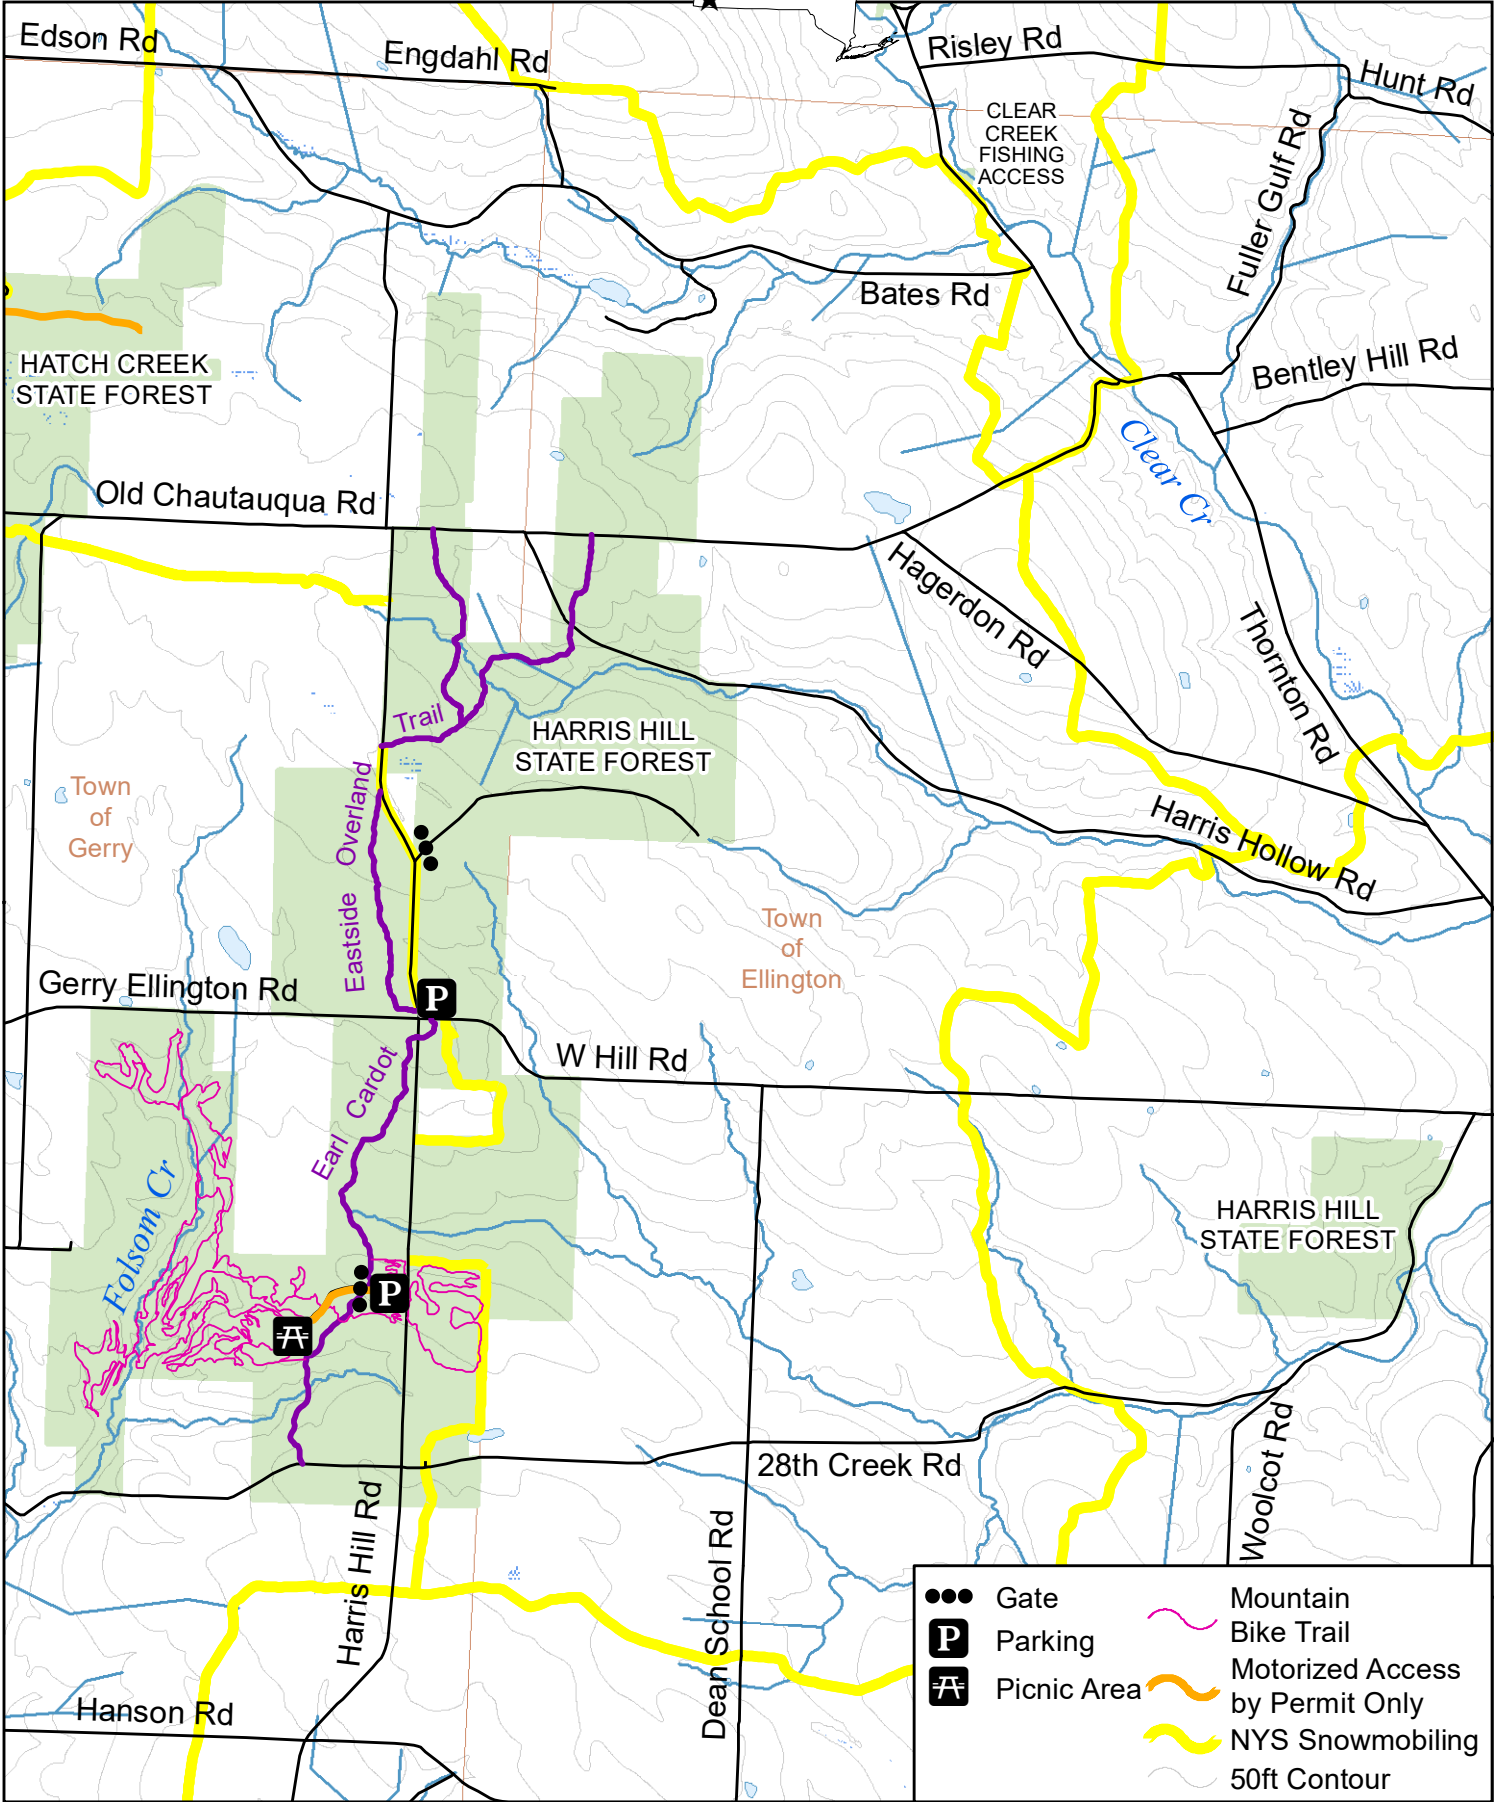 Edson Rd
Engdahl Rd
Risley Rd
Hunt Rd
CLEAR
CREEK
FISHING
ACCESS
Fuller Gulf Rd
Bates Rd
HATCH CREEK
STATE FOREST
Bentley Hill Rd
Clear Cr
Old Chautauqua Rd
Hagerdon Rd
Thornton Rd
Trail
HARRIS HILL
STATE FOREST
Town
of
Gerry
Eastside Overland
Harris Hollow Rd
Town
of
Ellington
Gerry Ellington Rd
P
W Hill Rd
Earl Cardot
Folsom Cr
HARRIS HILL
STATE FOREST
P
28th Creek Rd
Woolcot Rd
Harris Hill Rd
Dean School Rd
Hanson Rd
Gate
P Parking
Picnic Area
Mountain
Bike Trail
Motorized Access
by Permit Only
NYS Snowmobiling
50ft Contour